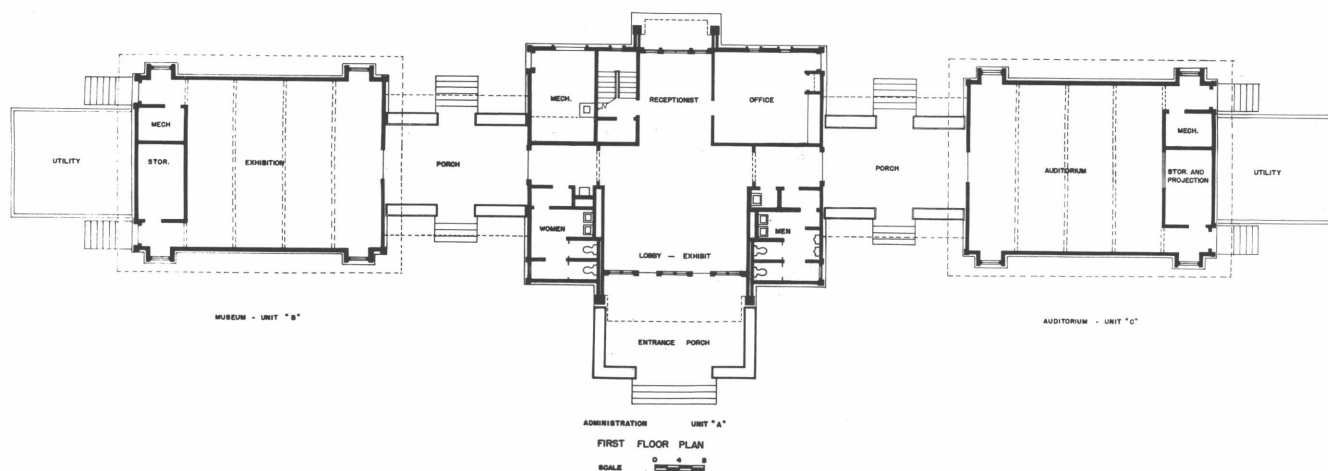 MECH.
RECEPTIONIST
OFFICE
MECH
MECH.
UTILITY
STOR.
EXHIBITION
PORCH
PORCH
AUDITORIUM
STOR. AND
PROJECTION
UTILITY
WOMEN
MEN
LOBBY — EXHIBIT
MUSEUM - UNIT "B"
AUDITORIUM - UNIT "C"
ENTRANCE PORCH
ADMINISTRATION UNIT "A"
FIRST FLOOR PLAN
SCALE 0 4 8